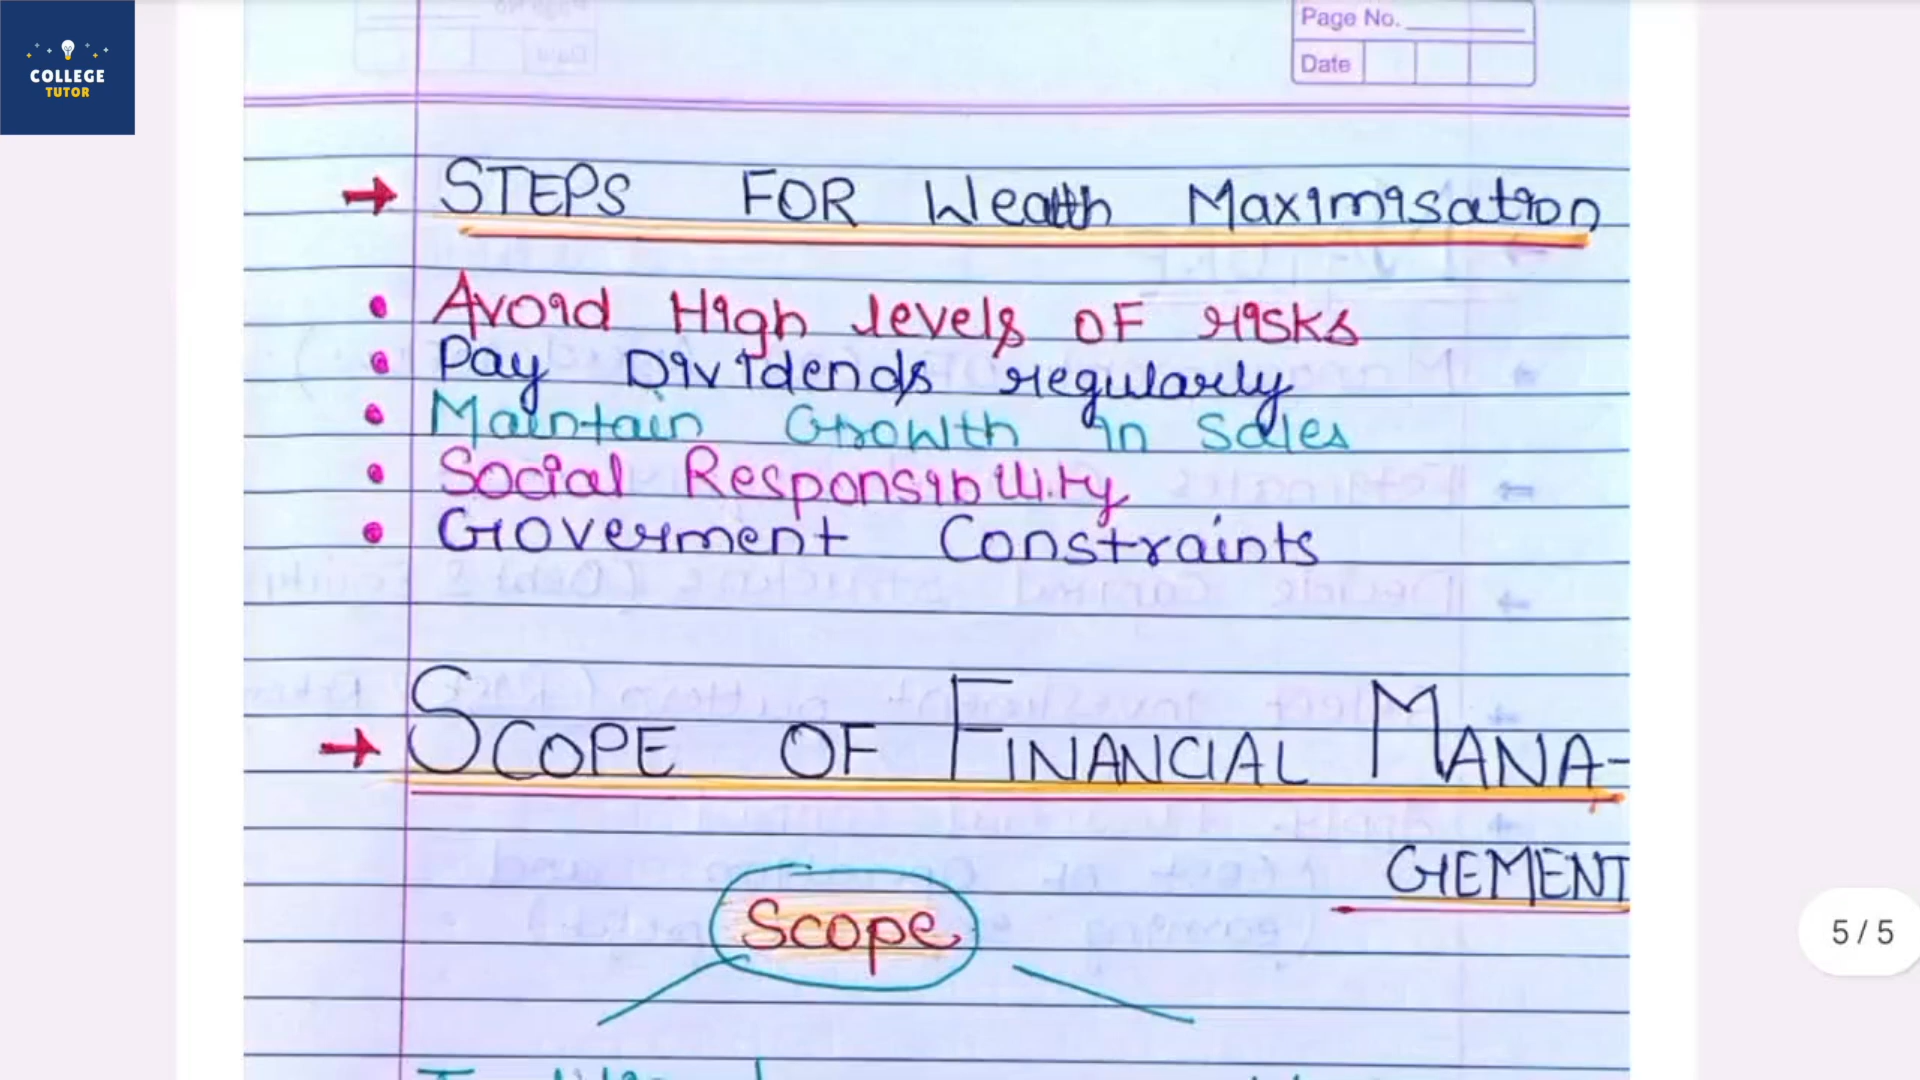 COLLEGE
TUTOR
Page No.
Date
→ STEPS FOR Wealth Maximisation
• Avoid High levels OF risks
• Pay Dividends regularly
• Maintain Growth in Sales
• Social Responsibility
• Goverment Constraints
→ SCOPE OF FINANCIAL MANA-
GEMENT
Scope
5 / 5